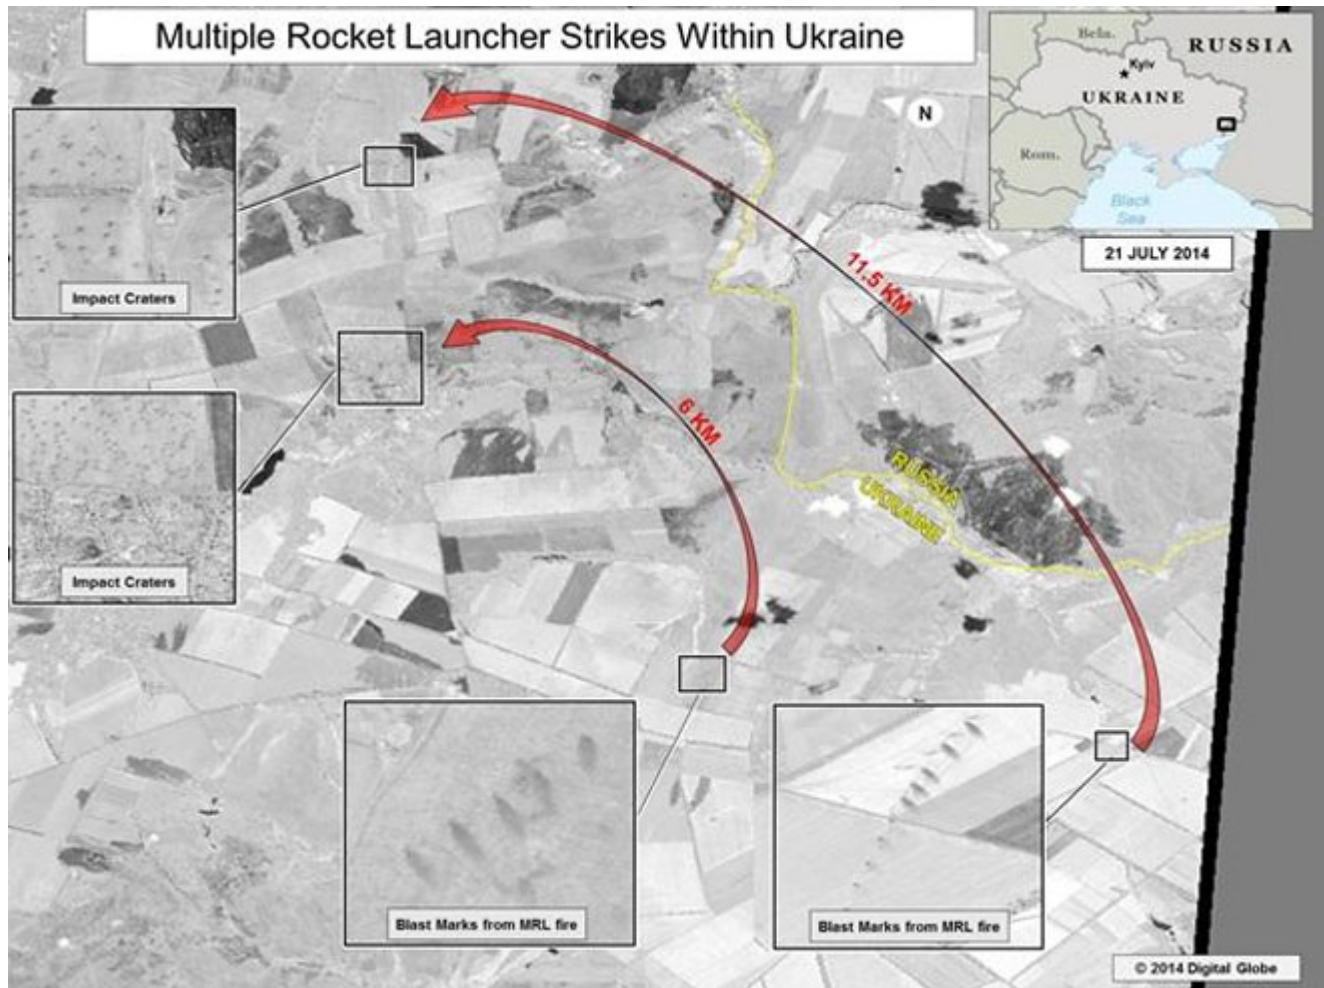 Multiple Rocket Launcher Strikes Within Ukraine
Bela.
RUSSIA
Kyiv
UKRAINE
Rom.
Black
Sea
N
21 JULY 2014
Impact Craters
11.5 KM
6 KM
RUSSIA
UKRAINE
Impact Craters
Blast Marks from MRL fire
Blast Marks from MRL fire
© 2014 Digital Globe